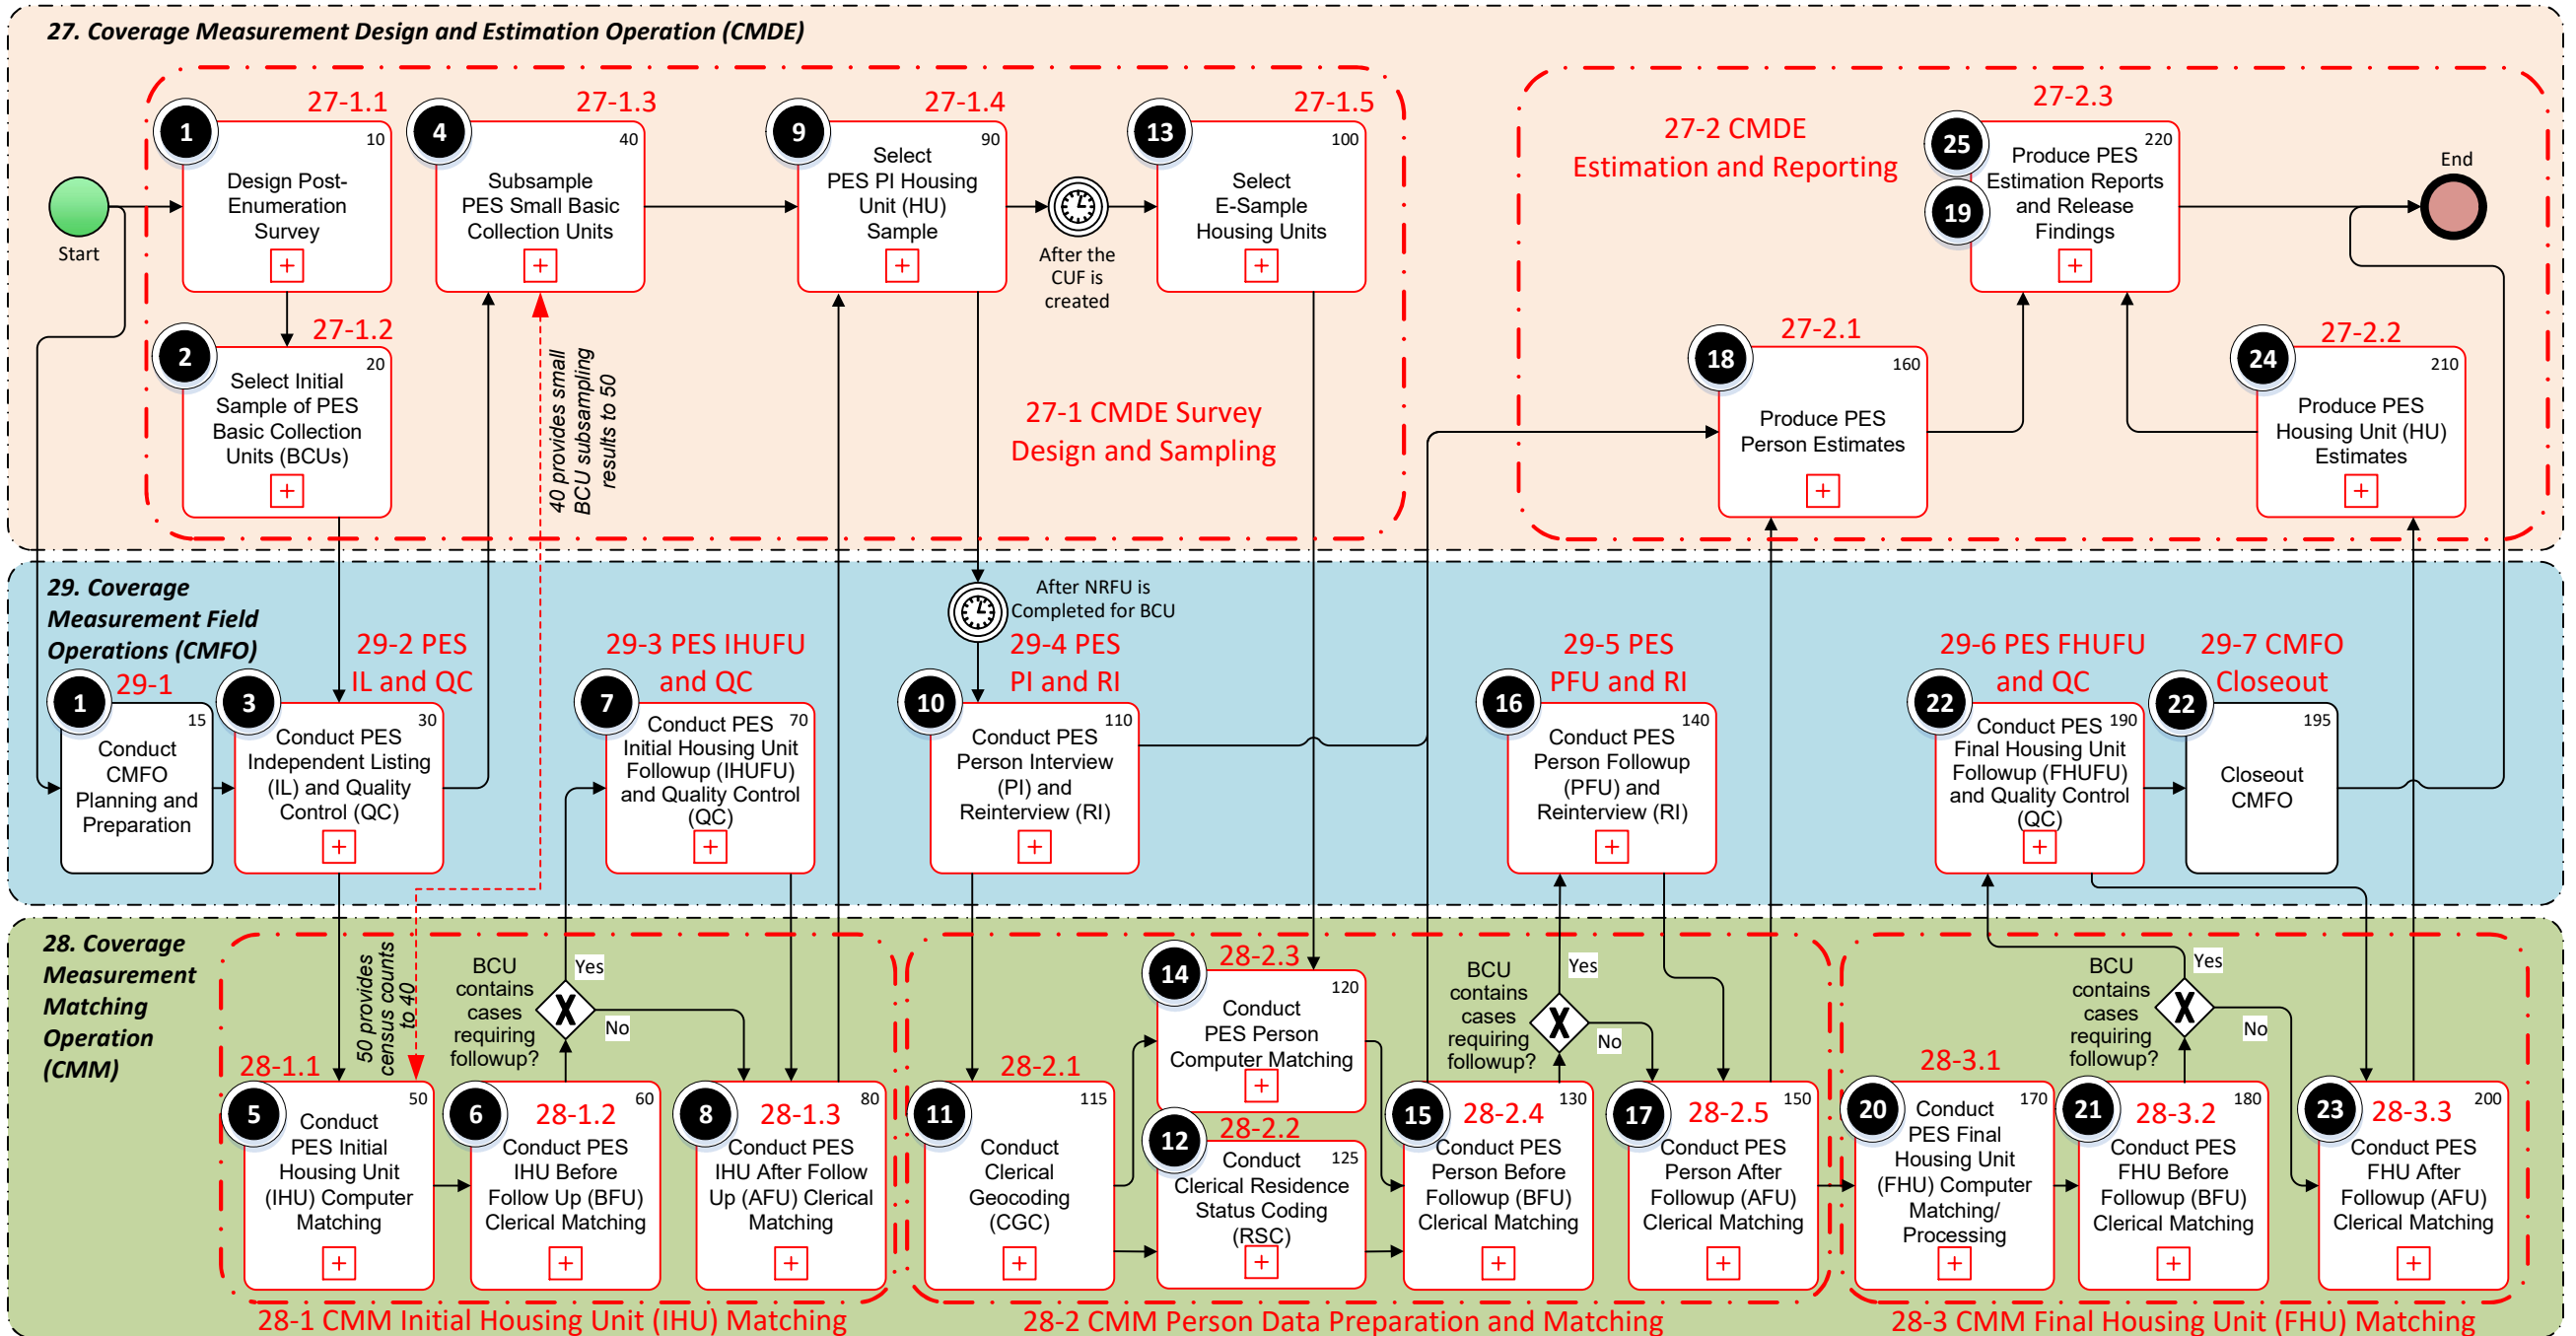 27. Coverage Measurement Design and Estimation Operation (CMDE)
Start
1
27-1.1
10
Design Post-
Enumeration
Survey
+
2
27-1.2
20
Select Initial
Sample of PES
Basic Collection
Units (BCUs)
+
4
27-1.3
40
Subsample
PES Small Basic
Collection Units
+
40 provides small
BCU subsampling
results to 50
9
27-1.4
90
Select
PES PI Housing
Unit (HU)
Sample
+
After the
CUF is
created
13
27-1.5
100
Select
E-Sample
Housing Units
+
27-1 CMDE Survey
Design and Sampling
27-2 CMDE
Estimation and Reporting
27-2.3
25
19
220
Produce PES
Estimation Reports
and Release
Findings
+
End
18
27-2.1
160
Produce PES
Person Estimates
+
24
27-2.2
210
Produce PES
Housing Unit (HU)
Estimates
+
29. Coverage
Measurement Field
Operations (CMFO)
1
29-1
15
Conduct
CMFO
Planning and
Preparation
29-2 PES
IL and QC
3
30
Conduct PES
Independent Listing
(IL) and Quality
Control (QC)
+
29-3 PES IHUFU
and QC
7
70
Conduct PES
Initial Housing Unit
Followup (IHUFU)
and Quality Control
(QC)
+
After NRFU is
Completed for BCU
29-4 PES
PI and RI
10
110
Conduct PES
Person Interview
(PI) and
Reinterview (RI)
+
29-5 PES
PFU and RI
16
140
Conduct PES
Person Followup
(PFU) and
Reinterview (RI)
+
29-6 PES FHUFU
and QC
22
190
Conduct PES
Final Housing Unit
Followup (FHUFU)
and Quality Control
(QC)
+
29-7 CMFO
Closeout
22
195
Closeout
CMFO
28. Coverage
Measurement
Matching
Operation
(CMM)
50 provides
census counts
to 40
28-1.1
5
50
Conduct
PES Initial
Housing Unit
(IHU) Computer
Matching
+
BCU
contains
cases
requiring
followup?
X
Yes
No
6
28-1.2
60
Conduct PES
IHU Before
Follow Up (BFU)
Clerical Matching
+
8
28-1.3
80
Conduct PES
IHU After Follow
Up (AFU) Clerical
Matching
+
28-1 CMM Initial Housing Unit (IHU) Matching
28-2.1
11
115
Conduct
Clerical
Geocoding
(CGC)
+
14
28-2.3
120
Conduct
PES Person
Computer Matching
+
12
28-2.2
125
Conduct
Clerical Residence
Status Coding
(RSC)
+
BCU
contains
cases
requiring
followup?
X
Yes
No
15
28-2.4
130
Conduct PES
Person Before
Followup (BFU)
Clerical Matching
+
17
28-2.5
150
Conduct PES
Person After
Followup (AFU)
Clerical Matching
+
28-2 CMM Person Data Preparation and Matching
28-3.1
20
170
Conduct
PES Final
Housing Unit
(FHU) Computer
Matching/
Processing
+
BCU
contains
cases
requiring
followup?
X
Yes
No
21
28-3.2
180
Conduct PES
FHU Before
Followup (BFU)
Clerical Matching
+
23
28-3.3
200
Conduct PES
FHU After
Followup (AFU)
Clerical Matching
+
28-3 CMM Final Housing Unit (FHU) Matching